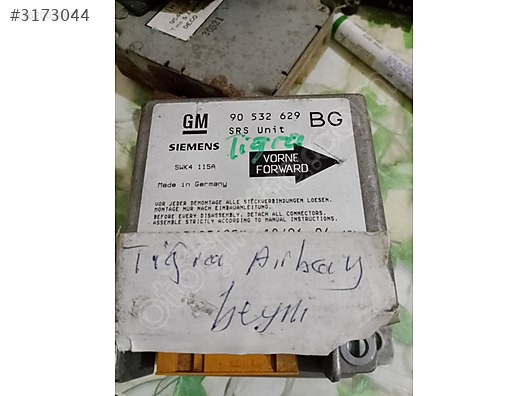 #3173044
GM
90 532 629 BG
SRS Unit
Tigra
SIEMENS
5WK4 115A
VORNE
FORWARD
Made in Germany
VOR JEDER DEMONTAGE ALLE STECKVERBINDUNGEN LOESEN.
MONTAGE NUR NACH EINBAUANLEITUNG.
BEFORE EVERY DISASSEMBLY, DETACH ALL CONNECTORS.
ASSEMBLE STRICTLY ACCORDING TO MANUAL INSTRUCTIONS.
Tigra Airbay
beyni